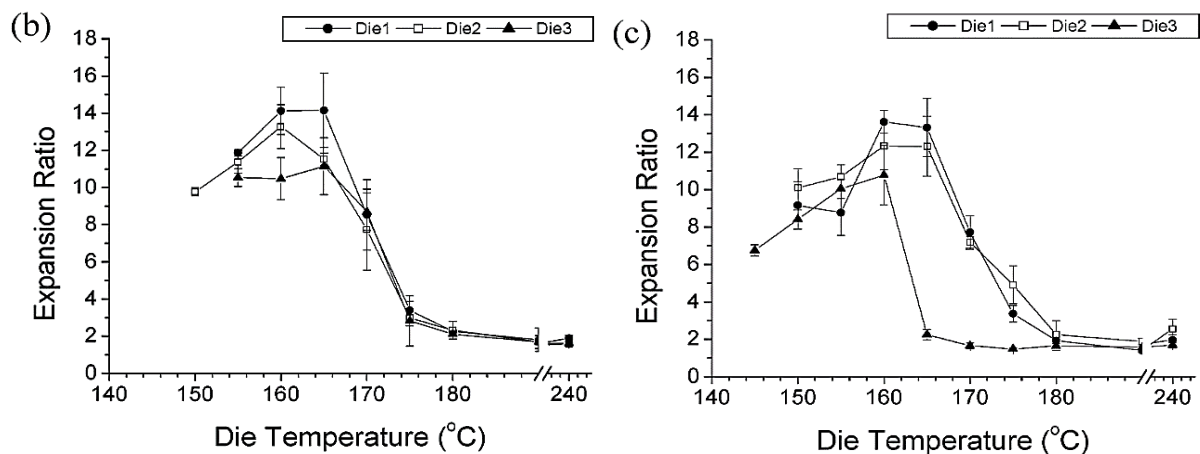 (b)
Die1 Die2 Die3
18
16
14
12
10
8
6
4
2
0
Expansion Ratio
140 150 160 170 180 240
Die Temperature (°C)
(c)
Die1 Die2 Die3
18
16
14
12
10
8
6
4
2
0
Expansion Ratio
140 150 160 170 180 240
Die Temperature (°C)